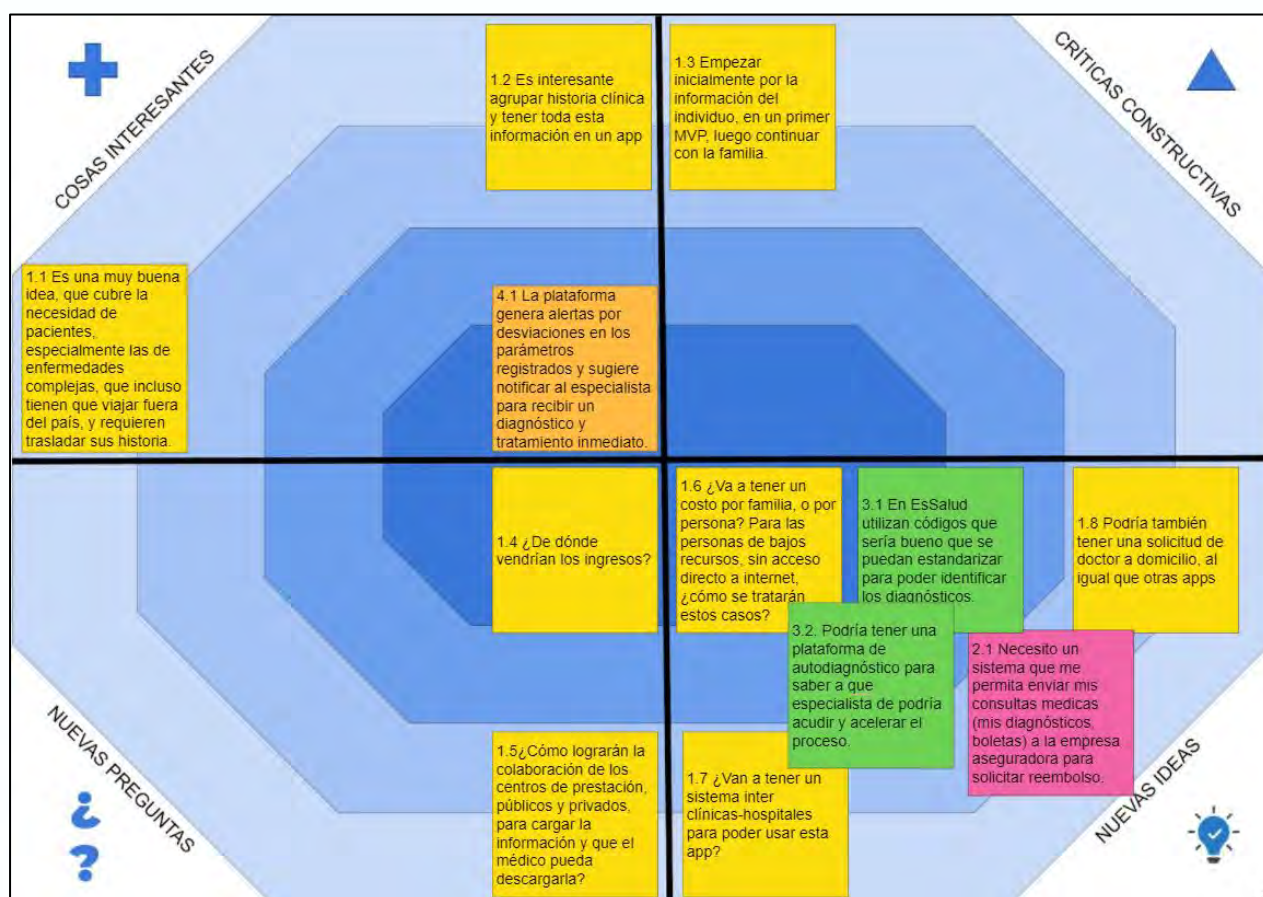 COSAS INTERESANTES
1.2 Es interesante
agrupar historia clínica
y tener toda esta
información en un app
1.3 Empezar
inicialmente por la
información del
individuo, en un primer
MVP, luego continuar
con la familia.
CRÍTICAS CONSTRUCTIVAS
1.1 Es una muy buena
idea, que cubre la
necesidad de
pacientes,
especialmente las de
enfermedades
complejas, que incluso
tienen que viajar fuera
del país, y requieren
trasladar sus historia.
4.1 La plataforma
genera alertas por
desviaciones en los
parámetros
registrados y sugiere
notificar al especialista
para recibir un
diagnóstico y
tratamiento inmediato.
1.4 ¿De dónde
vendrían los ingresos?
1.6 ¿Va a tener un
costo por familia, o por
persona? Para las
personas de bajos
recursos, sin acceso
directo a internet,
¿cómo se tratarán
estos casos?
3.1 En EsSalud
utilizan códigos que
sería bueno que se
puedan estandarizar
para poder identificar
los diagnósticos.
1.8 Podría también
tener una solicitud de
doctor a domicilio, al
igual que otras apps
3.2. Podría tener una
plataforma de
autodiagnóstico para
saber a que
especialista de podría
acudir y acelerar el
proceso.
2.1 Necesito un
sistema que me
permita enviar mis
consultas medicas
(mis diagnósticos,
boletas) a la empresa
aseguradora para
solicitar reembolso.
NUEVAS PREGUNTAS
¿
?
1.5¿Cómo lograrán la
colaboración de los
centros de prestación,
públicos y privados,
para cargar la
información y que el
médico pueda
descargarla?
1.7 ¿Van a tener un
sistema inter
clínicas-hospitales
para poder usar esta
app?
NUEVAS IDEAS